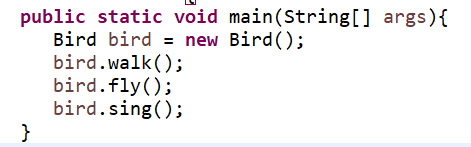 public static void main(String[] args){
Bird bird = new Bird();
bird.walk();
bird.fly();
bird.sing();
}